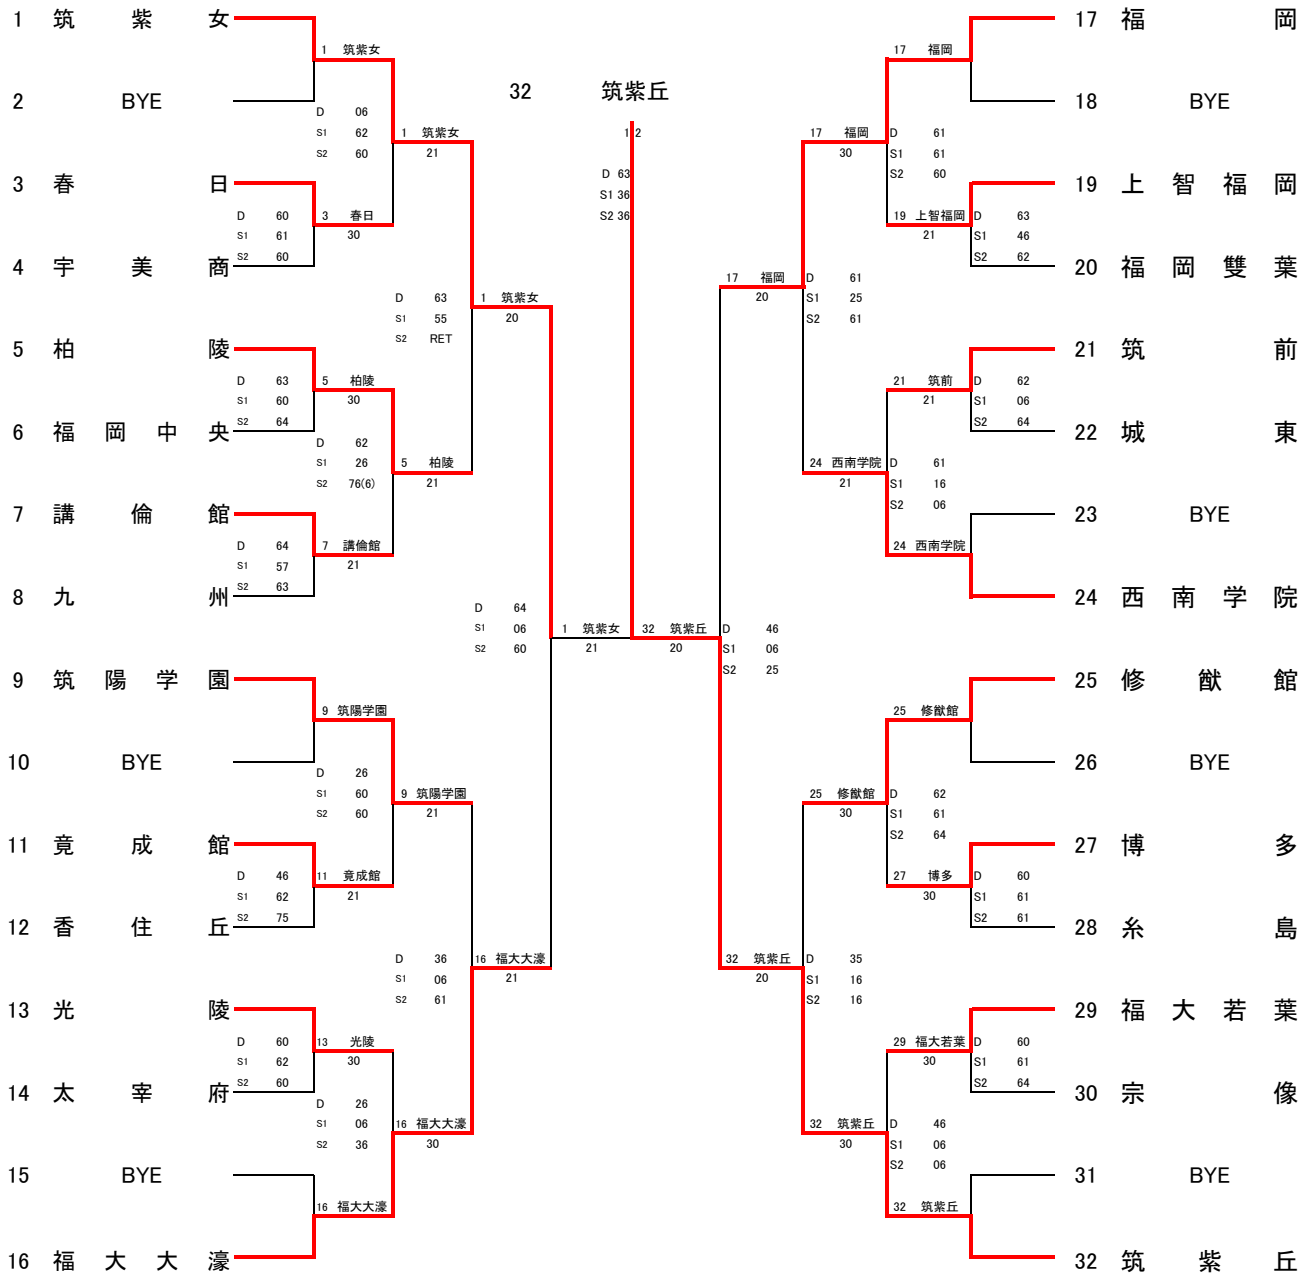 1 筑紫女
2 BYE
3 春日
4 宇美商
5 柏陵
6 福岡中央
7 講倫館
8 九州
9 筑陽学園
10 BYE
11 竟成館
12 香住丘
13 光陵
14 太宰府
15 BYE
16 福大大濠
1 筑紫女
D 06
S1 62
S2 60
D 60
S1 61
S2 60
3 春日
30
D 63
S1 60
S2 64
5 柏陵
30
D 62
S1 26
S2 76(6)
D 64
S1 57
S2 63
7 講倫館
21
9 筑陽学園
D 26
S1 60
S2 60
D 46
S1 62
S2 75
11 竟成館
21
D 60
S1 62
S2 60
13 光陵
30
D 26
S1 06
S2 36
16 福大大濠
1 筑紫女
21
D 63
S1 55
S2 RET
5 柏陵
21
9 筑陽学園
21
D 36
S1 06
S2 61
16 福大大濠
30
1 筑紫女
20
D 64
S1 06
S2 60
16 福大大濠
21
1 筑紫女
21
32 筑紫丘
1 2
D 63
S1 36
S2 36
32 筑紫丘
20
D 46
S1 06
S2 25
17 福岡
20
D 61
S1 25
S2 61
32 筑紫丘
20
D 35
S1 16
S2 16
17 福岡
30
D 61
S1 61
S2 60
24 西南学院
21
D 61
S1 16
S2 06
25 修猷館
30
D 62
S1 61
S2 64
32 筑紫丘
30
D 46
S1 06
S2 06
17 福岡
19 上智福岡
21
D 63
S1 46
S2 62
21 筑前
21
D 62
S1 06
S2 64
24 西南学院
25 修猷館
27 博多
30
D 60
S1 61
S2 61
29 福大若葉
30
D 60
S1 61
S2 64
32 筑紫丘
17 福岡
18 BYE
19 上智福岡
20 福岡雙葉
21 筑前
22 城東
23 BYE
24 西南学院
25 修猷館
26 BYE
27 博多
28 糸島
29 福大若葉
30 宗像
31 BYE
32 筑紫丘